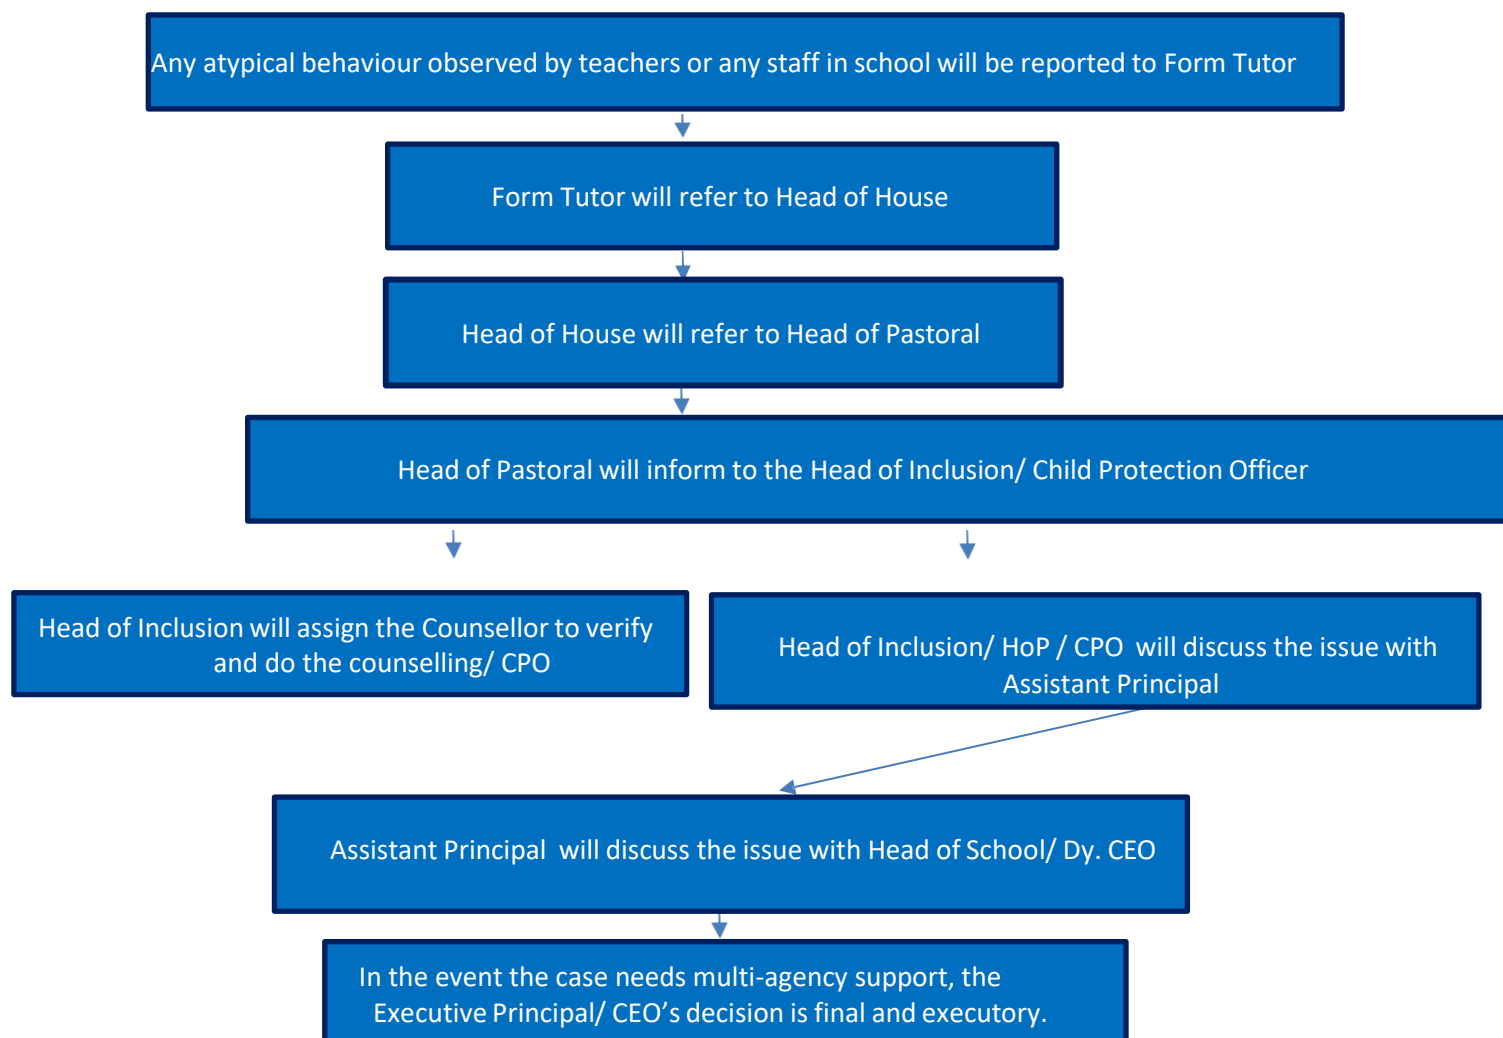 Any atypical behaviour observed by teachers or any staff in school will be reported to Form Tutor
Form Tutor will refer to Head of House
Head of House will refer to Head of Pastoral
Head of Pastoral will inform to the Head of Inclusion/ Child Protection Officer
Head of Inclusion will assign the Counsellor to verify
and do the counselling/ CPO
Head of Inclusion/ HoP / CPO will discuss the issue with
Assistant Principal
Assistant Principal will discuss the issue with Head of School/ Dy. CEO
In the event the case needs multi-agency support, the
Executive Principal/ CEO’s decision is final and executory.